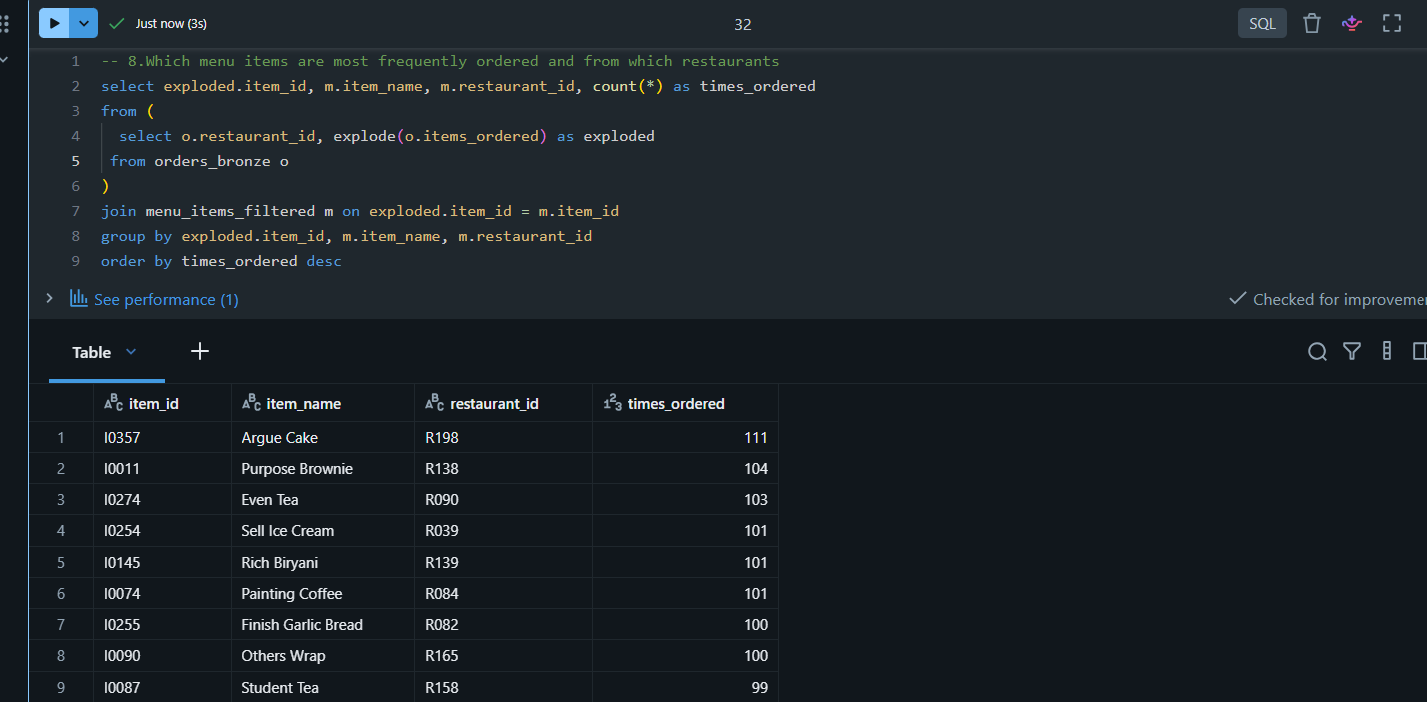 Just now (3s)
32
SQL
1 -- 8.Which menu items are most frequently ordered and from which restaurants
2 select exploded.item_id, m.item_name, m.restaurant_id, count(*) as times_ordered
3 from (
4 select o.restaurant_id, explode(o.items_ordered) as exploded
5 from orders_bronze o
6 )
7 join menu_items_filtered m on exploded.item_id = m.item_id
8 group by exploded.item_id, m.item_name, m.restaurant_id
9 order by times_ordered desc
See performance (1)
Checked for improvemen
Table
item_id item_name restaurant_id times_ordered
1 I0357 Argue Cake R198 111
2 I0011 Purpose Brownie R138 104
3 I0274 Even Tea R090 103
4 I0254 Sell Ice Cream R039 101
5 I0145 Rich Biryani R139 101
6 I0074 Painting Coffee R084 101
7 I0255 Finish Garlic Bread R082 100
8 I0090 Others Wrap R165 100
9 I0087 Student Tea R158 99